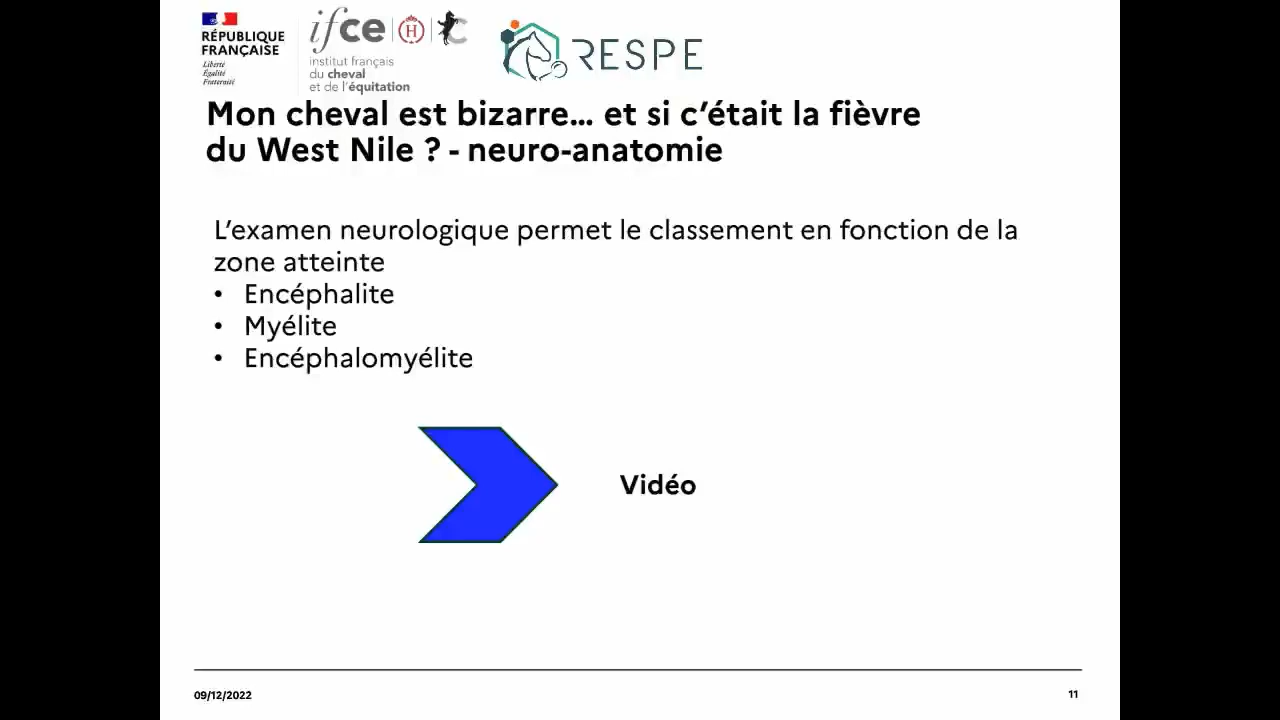 RÉPUBLIQUE
FRANÇAISE
Liberté
Égalité
Fraternité
ifce
H
institut français
du cheval
et de l'équitation
RESPE
Mon cheval est bizarre… et si c'était la fièvre
du West Nile ? - neuro-anatomie
L'examen neurologique permet le classement en fonction de la
zone atteinte
• Encéphalite
• Myélite
• Encéphalomyélite
Vidéo
09/12/2022
11